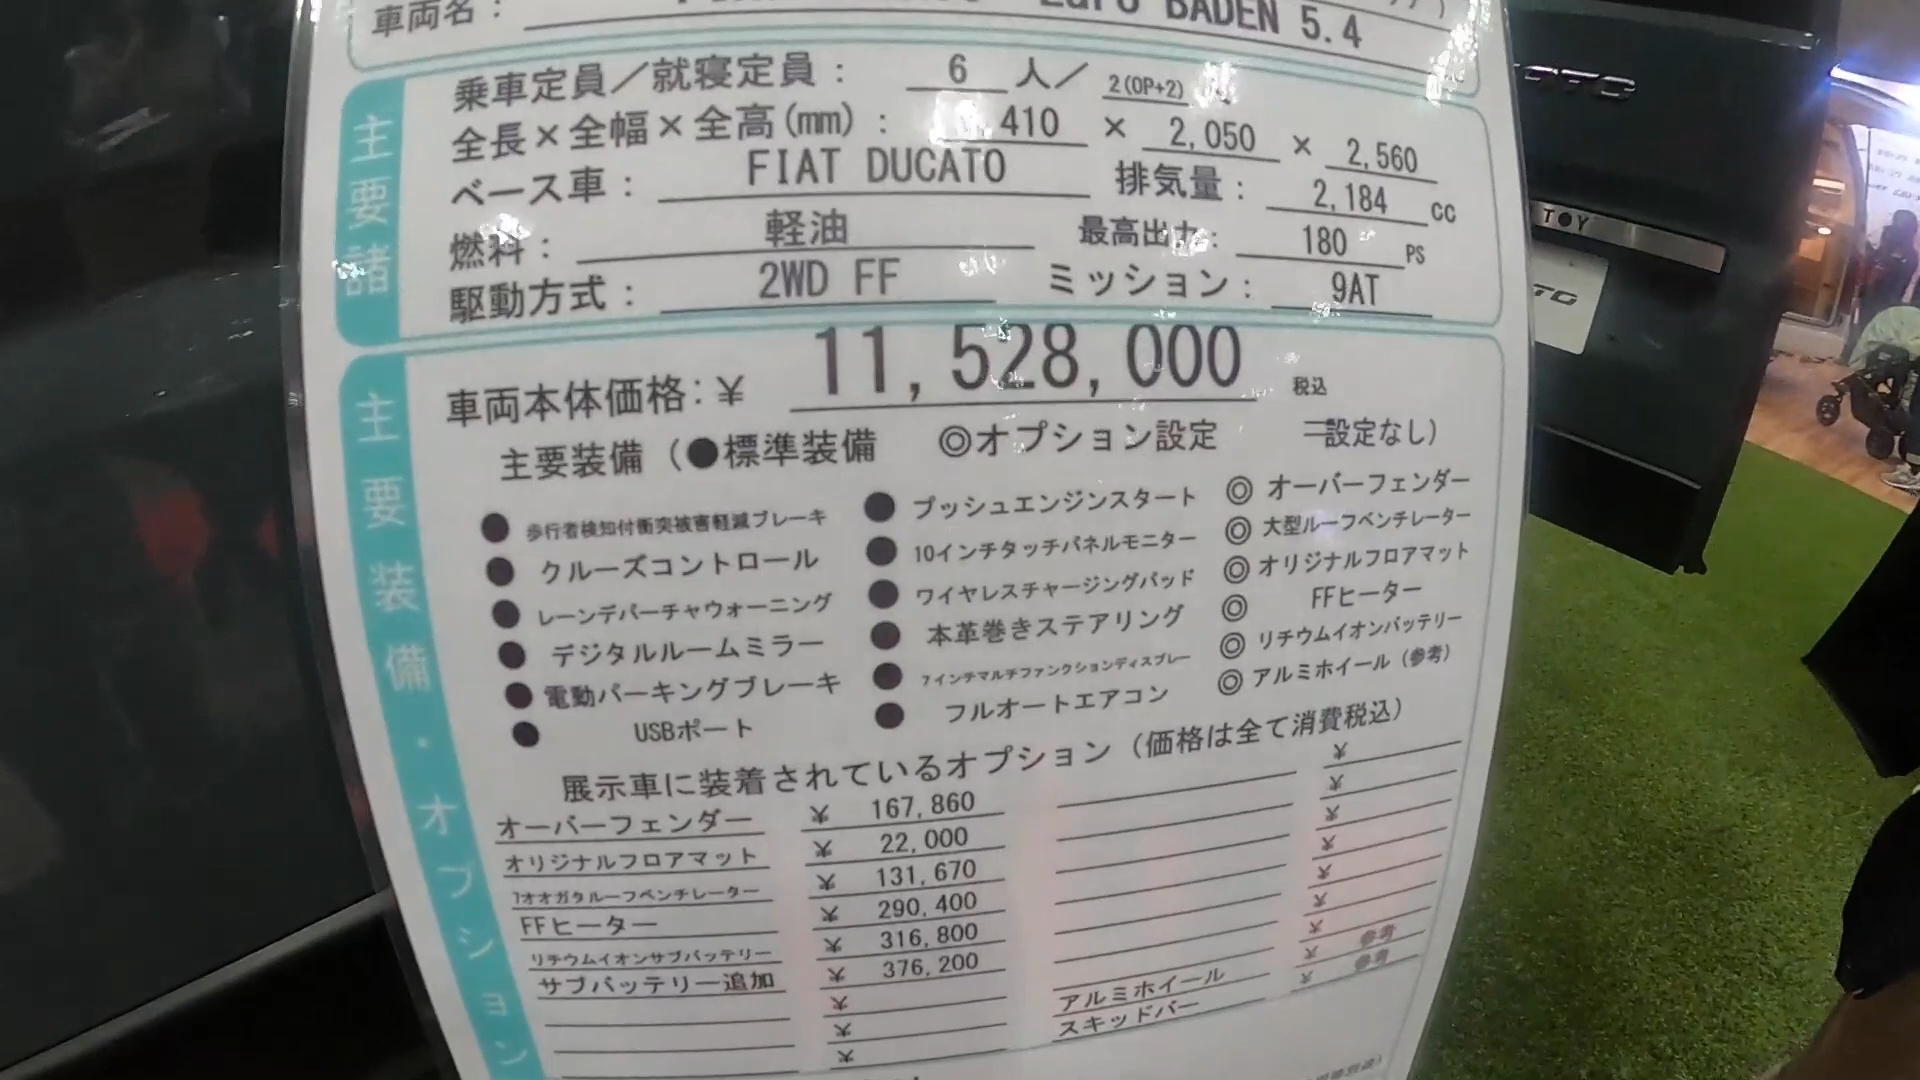 車両名： Euro BADEN 5.4
主要諸
乗車定員／就寝定員： 6 人／ 2(OP+2)
全長×全幅×全高(mm)： 410 × 2,050 × 2,560
ベース車： FIAT DUCATO 排気量： 2,184 cc
燃料： 軽油 最高出力： 180 PS
駆動方式： 2WD FF ミッション： 9AT
主要装備・オプション
車両本体価格：￥ 11,528,000 税込
主要装備（●標準装備 ◎オプション設定 ー設定なし）
● 歩行者検知付衝突被害軽減ブレーキ ● プッシュエンジンスタート ◎ オーバーフェンダー
● クルーズコントロール ● 10インチタッチパネルモニター ◎ 大型ルーフベンチレーター
● レーンデパーチャウォーニング ● ワイヤレスチャージングパッド ◎ オリジナルフロアマット
● デジタルルームミラー ● 本革巻きステアリング ◎ FFヒーター
● 電動パーキングブレーキ ● 7インチマルチファンクションディスプレー ◎ リチウムイオンバッテリー
● USBポート ● フルオートエアコン ◎ アルミホイール（参考）
展示車に装着されているオプション（価格は全て消費税込）
オーバーフェンダー ￥ 167,860 ￥
オリジナルフロアマット ￥ 22,000 ￥
ルーフベンチレーター ￥ 131,670 ￥
FFヒーター ￥ 290,400 ￥
リチウムイオンサブバッテリー ￥ 316,800 ￥
サブバッテリー追加 ￥ 376,200 ￥
￥ ￥
￥ アルミホイール ￥ 参考
￥ スキッドバー ￥ 参考
T●Y